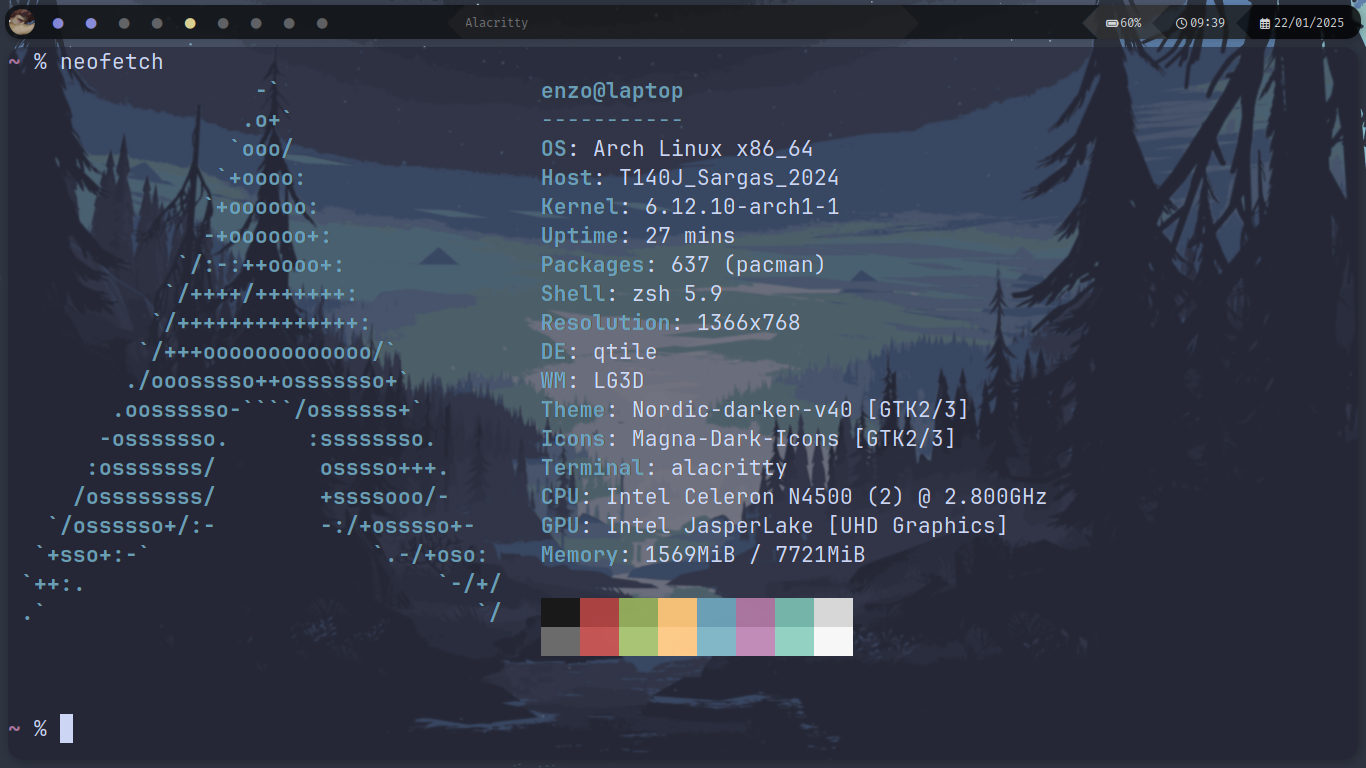 Alacritty 60% 09:39 22/01/2025
~ % neofetch
-` enzo@laptop
.o+` -----------
`ooo/ OS: Arch Linux x86_64
`+oooo: Host: T140J_Sargas_2024
`+oooooo: Kernel: 6.12.10-arch1-1
-+oooooo+: Uptime: 27 mins
`/:-:++oooo+: Packages: 637 (pacman)
`/++++/+++++++: Shell: zsh 5.9
`/++++++++++++++: Resolution: 1366x768
`/+++ooooooooooooo/` DE: qtile
./ooosssso++osssssso+` WM: LG3D
.oossssso-````/ossssss+` Theme: Nordic-darker-v40 [GTK2/3]
-osssssso. :ssssssso. Icons: Magna-Dark-Icons [GTK2/3]
:osssssss/ osssso+++. Terminal: alacritty
/ossssssss/ +ssssooo/- CPU: Intel Celeron N4500 (2) @ 2.800GHz
`/ossssso+/:- -:/+osssso+- GPU: Intel JasperLake [UHD Graphics]
`+sso+:-` `.-/+oso: Memory: 1569MiB / 7721MiB
`++:. `-/+/
.` `/
~ %